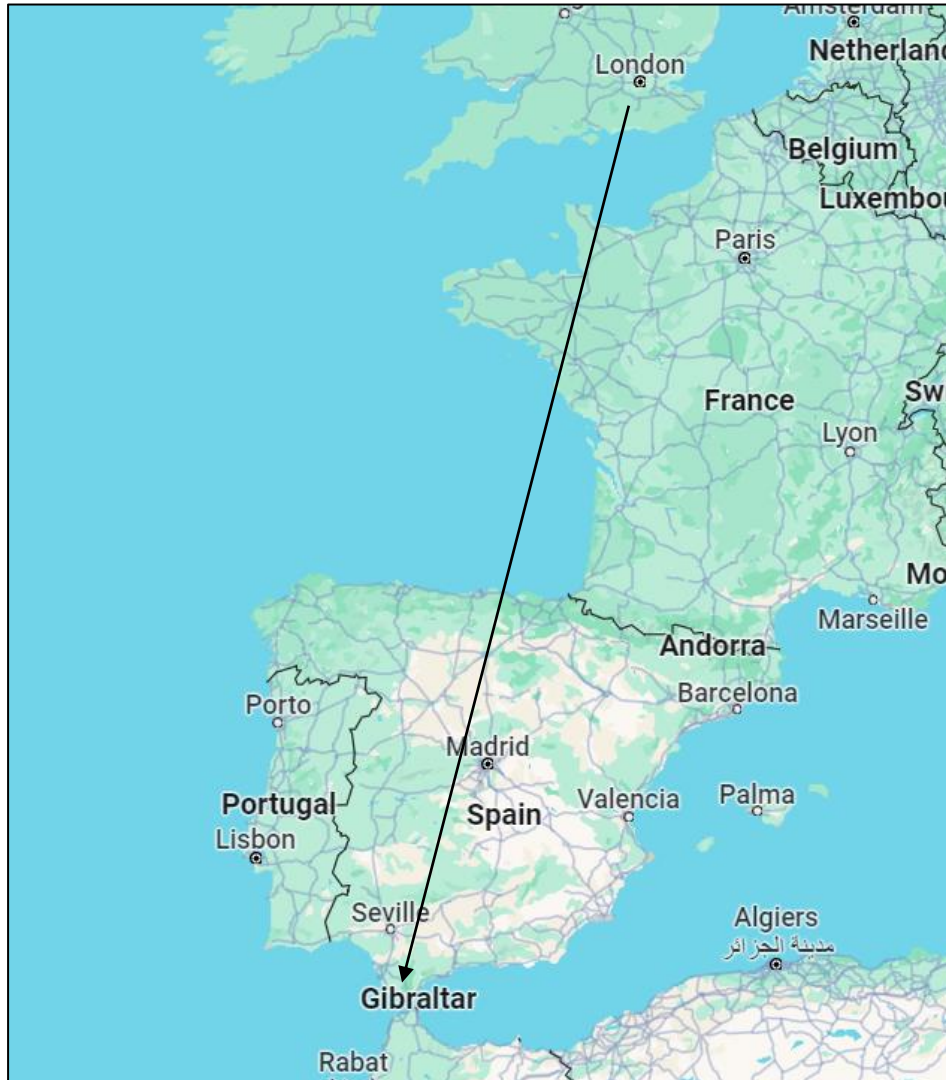 Amsterdam
Netherland
London
Belgium
Luxembou
Paris
France
Sw
Lyon
Mo
Marseille
Andorra
Barcelona
Porto
Madrid
Portugal
Spain
Valencia
Palma
Lisbon
Seville
Algiers
مدينة الجزائر
Gibraltar
Rabat